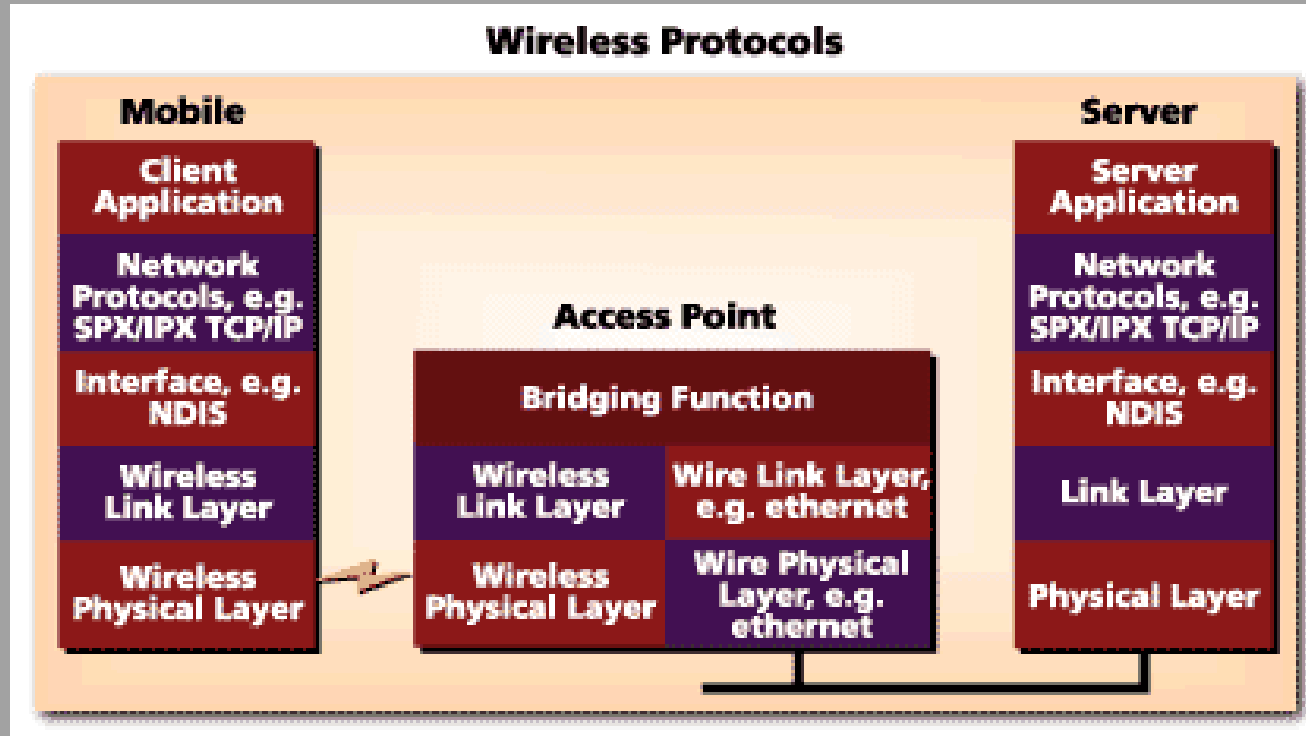 Wireless Protocols
Mobile
Client
Application
Network
Protocols, e.g.
SPX/IPX TCP/IP
Interface, e.g.
NDIS
Wireless
Link Layer
Wireless
Physical Layer
Access Point
Bridging Function
Wireless
Link Layer
Wire Link Layer,
e.g. ethernet
Wireless
Physical Layer
Wire Physical
Layer, e.g.
ethernet
Server
Server
Application
Network
Protocols, e.g.
SPX/IPX TCP/IP
Interface, e.g.
NDIS
Link Layer
Physical Layer